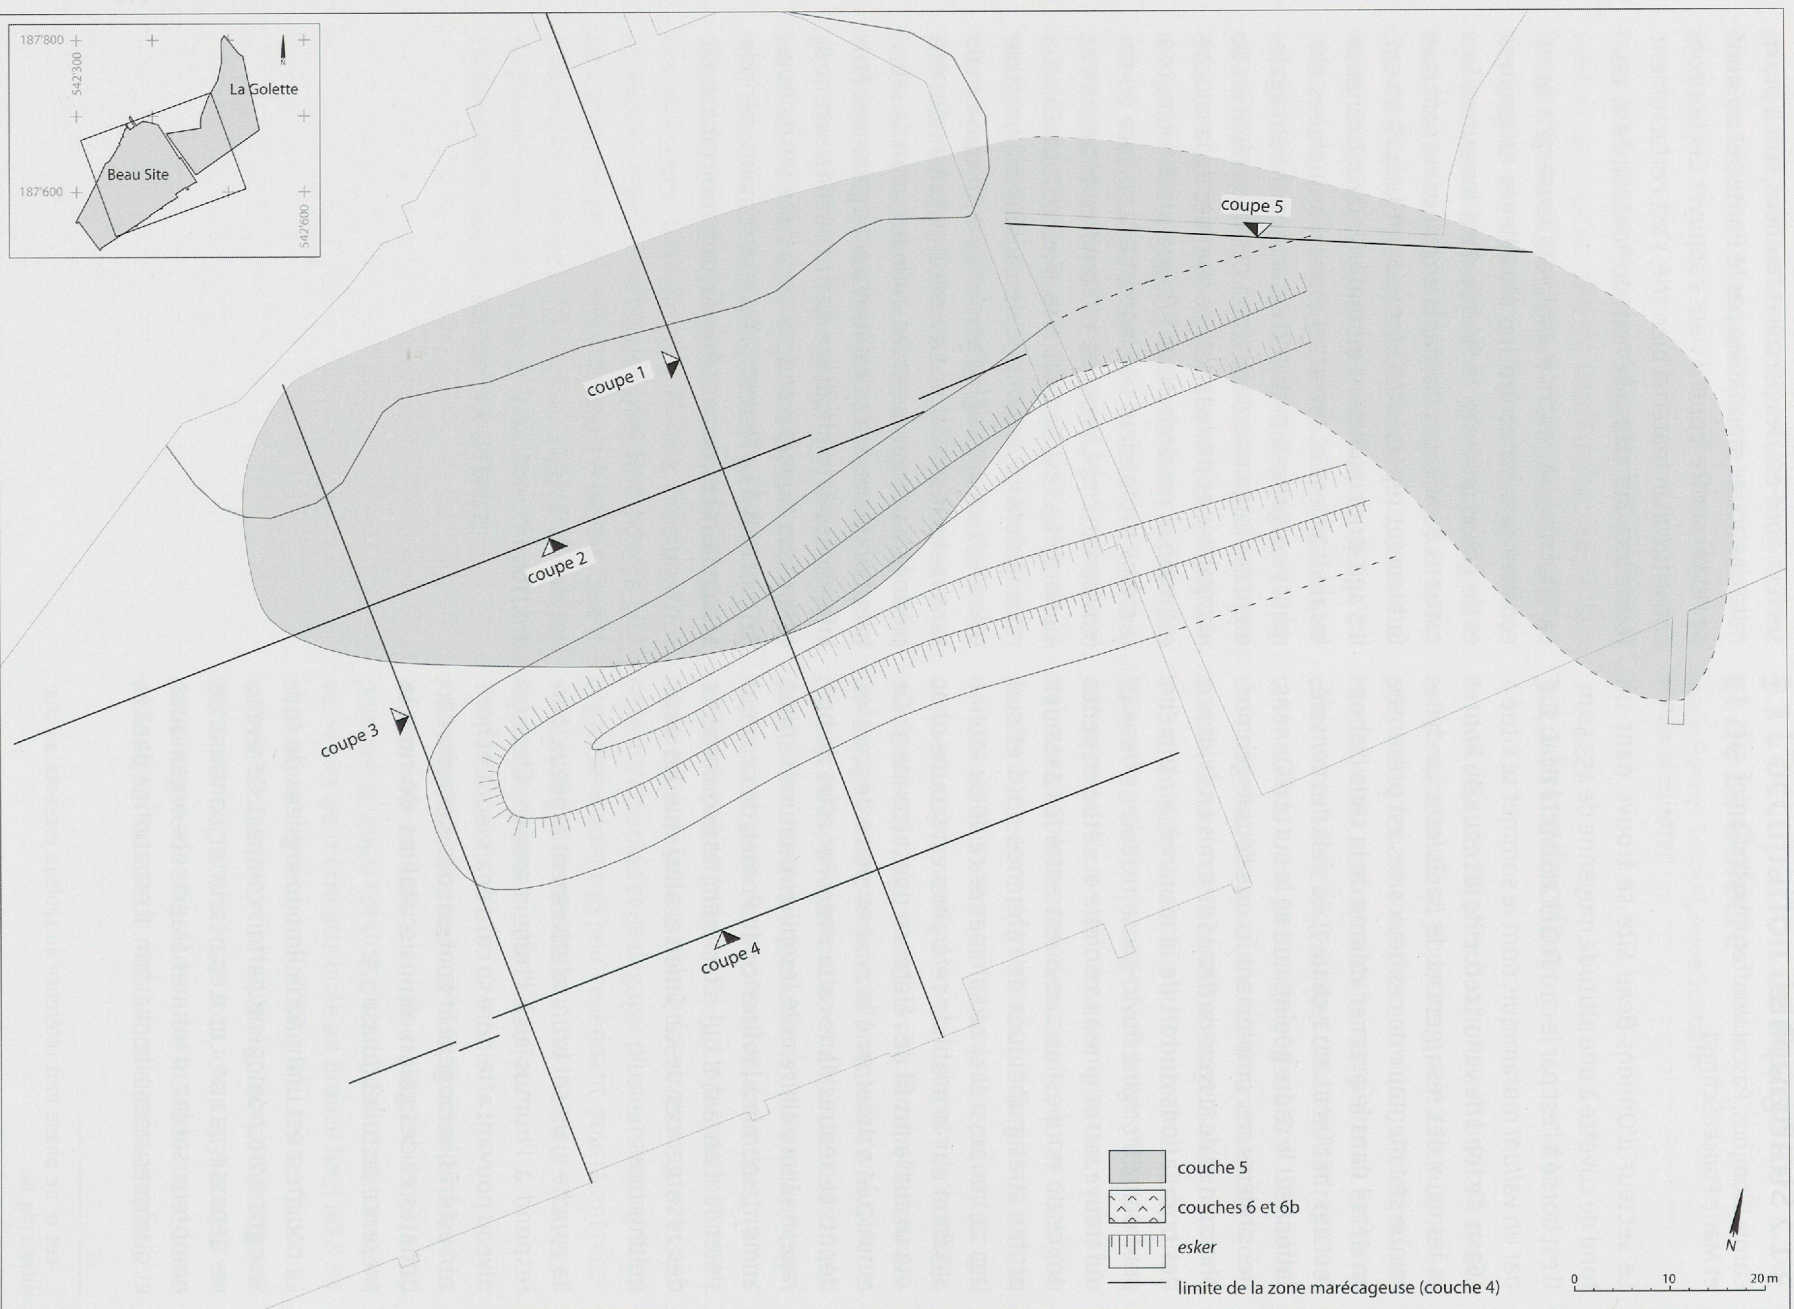 187'800
542'300
La Golette
Beau Site
187'600
542'600
N
coupe 5
coupe 1
coupe 2
coupe 3
coupe 4
couche 5
couches 6 et 6b
esker
limite de la zone marécageuse (couche 4)
N
0 10 20 m